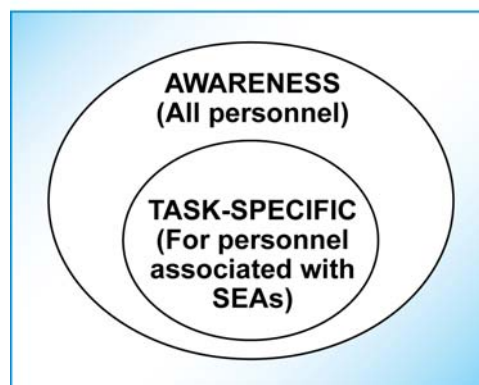 AWARENESS
(All personnel)
TASK-SPECIFIC
(For personnel
associated with
SEAs)